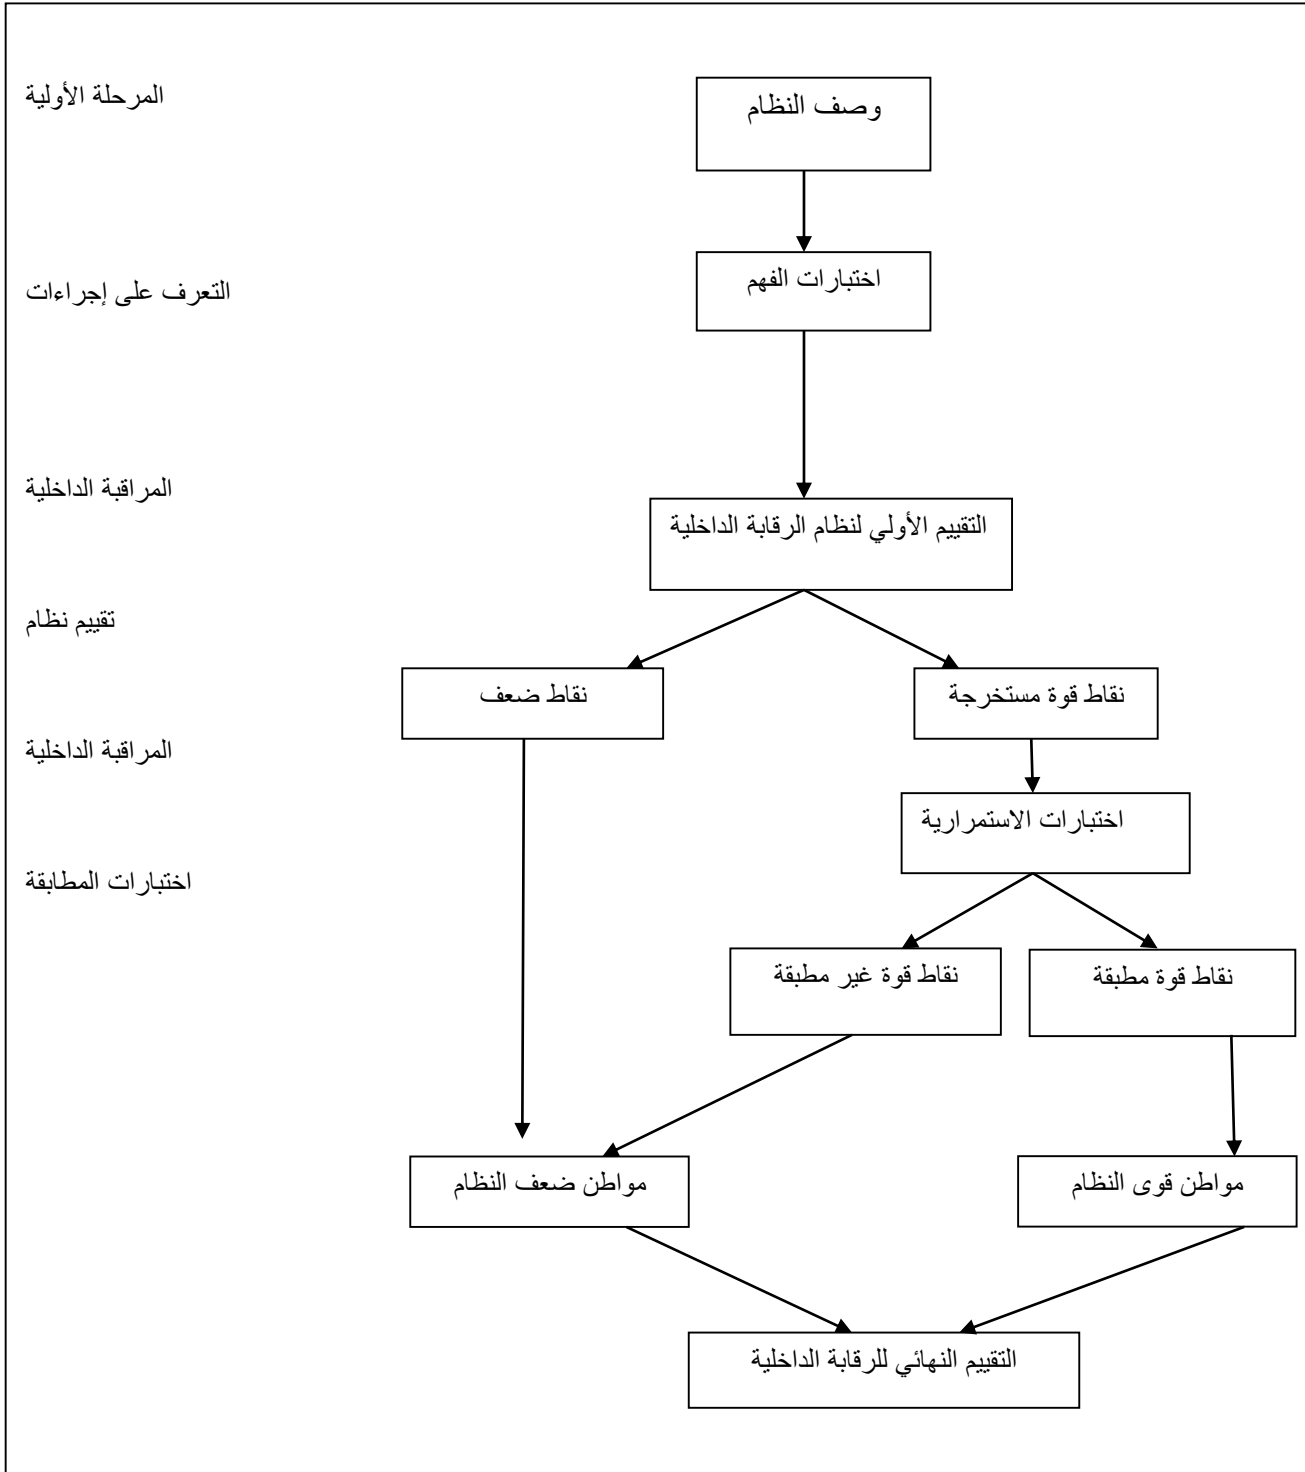 المرحلة الأولية
وصف النظام
اختبارات الفهم
التعرف على إجراءات
المراقبة الداخلية
التقييم الأولي لنظام الرقابة الداخلية
تقييم نظام
نقاط قوة مستخرجة
نقاط ضعف
المراقبة الداخلية
اختبارات الاستمرارية
اختبارات المطابقة
نقاط قوة مطبقة
نقاط قوة غير مطبقة
مواطن قوى النظام
مواطن ضعف النظام
التقييم النهائي للرقابة الداخلية